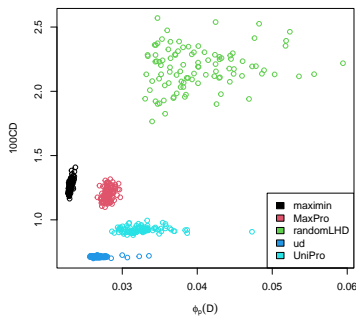 2.5
2.0
1.5
1.0
100CD
maximin
MaxPro
randomLHD
ud
UniPro
0.03 0.04 0.05 0.06
ϕp(D)